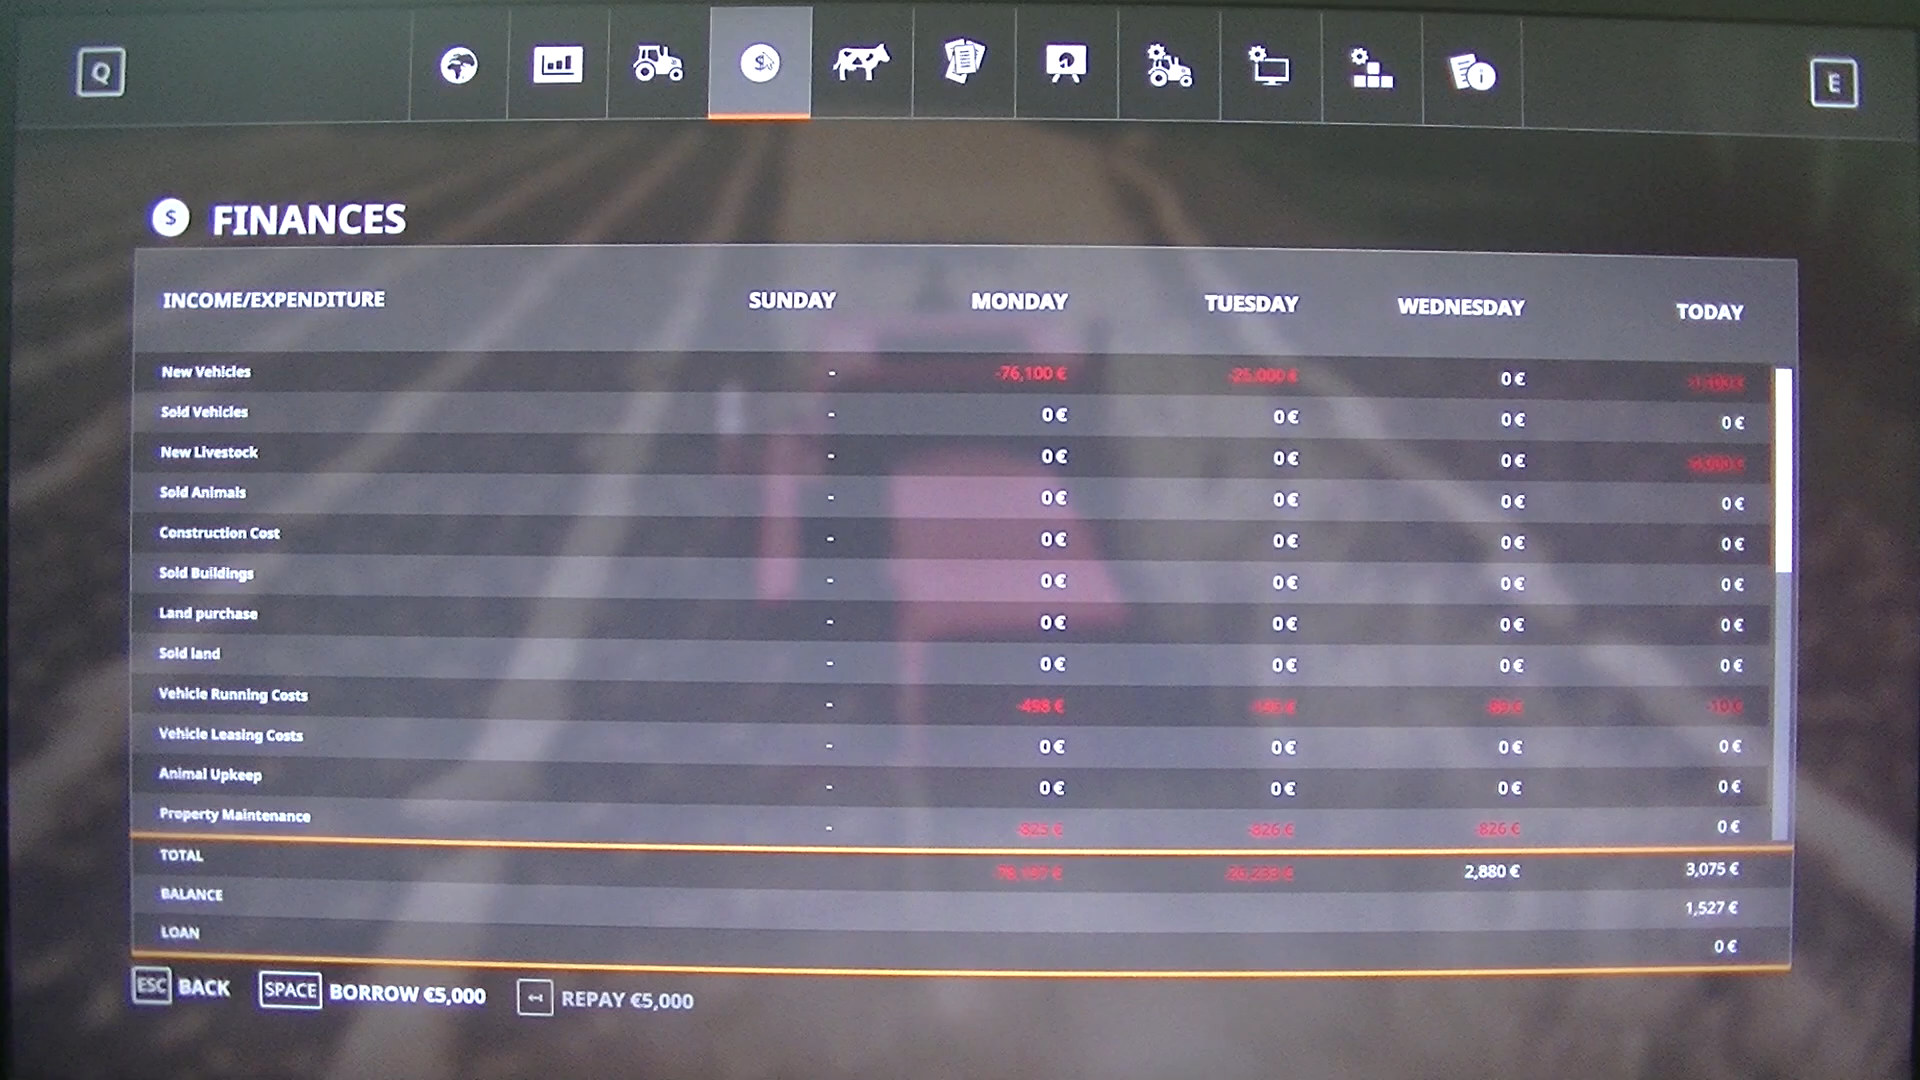 Q E
$ FINANCES
INCOME/EXPENDITURE SUNDAY MONDAY TUESDAY WEDNESDAY TODAY
New Vehicles - -76,100 € -25,000 € 0 €
Sold Vehicles - 0 € 0 € 0 € 0 €
New Livestock - 0 € 0 € 0 €
Sold Animals - 0 € 0 € 0 € 0 €
Construction Cost - 0 € 0 € 0 € 0 €
Sold Buildings - 0 € 0 € 0 € 0 €
Land purchase - 0 € 0 € 0 € 0 €
Sold land - 0 € 0 € 0 € 0 €
Vehicle Running Costs - -498 €
Vehicle Leasing Costs - 0 € 0 € 0 € 0 €
Animal Upkeep - 0 € 0 € 0 € 0 €
Property Maintenance - -825 € -826 € -826 € 0 €
TOTAL 2,880 € 3,075 €
BALANCE 1,527 €
LOAN 0 €
ESC BACK SPACE BORROW €5,000 REPAY €5,000